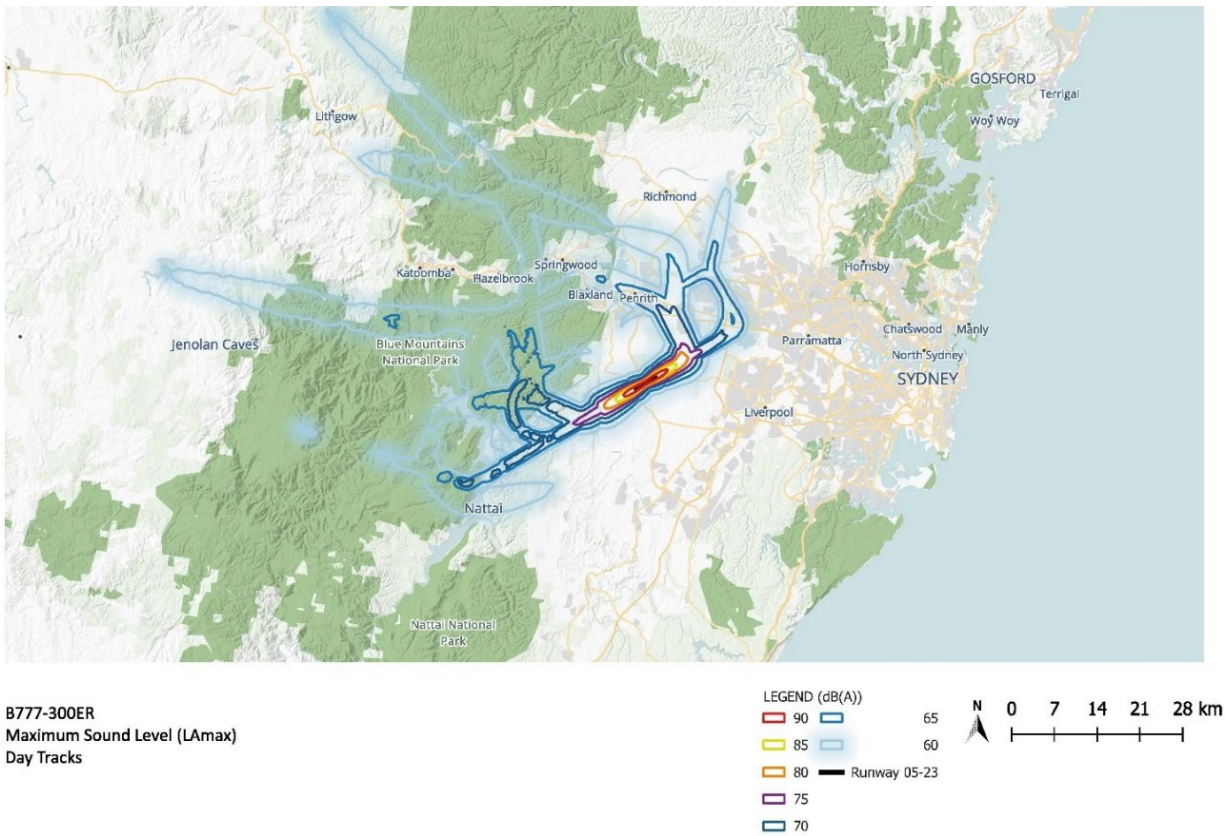 GOSFORD
Terrigal
Woy Woy
Lithgow
Richmond
Hornsby
Springwood
Katoomba
Hazelbrook
Blaxland
Penrith
Chatswood
Manly
Jenolan Caves
Blue Mountains
National Park
Parramatta
North Sydney
SYDNEY
Liverpool
Nattai
Nattai National
Park
B777-300ER
Maximum Sound Level (LAmax)
Day Tracks
LEGEND (dB(A))
90 65
85 60
80 Runway 05-23
75
70
N
0 7 14 21 28 km